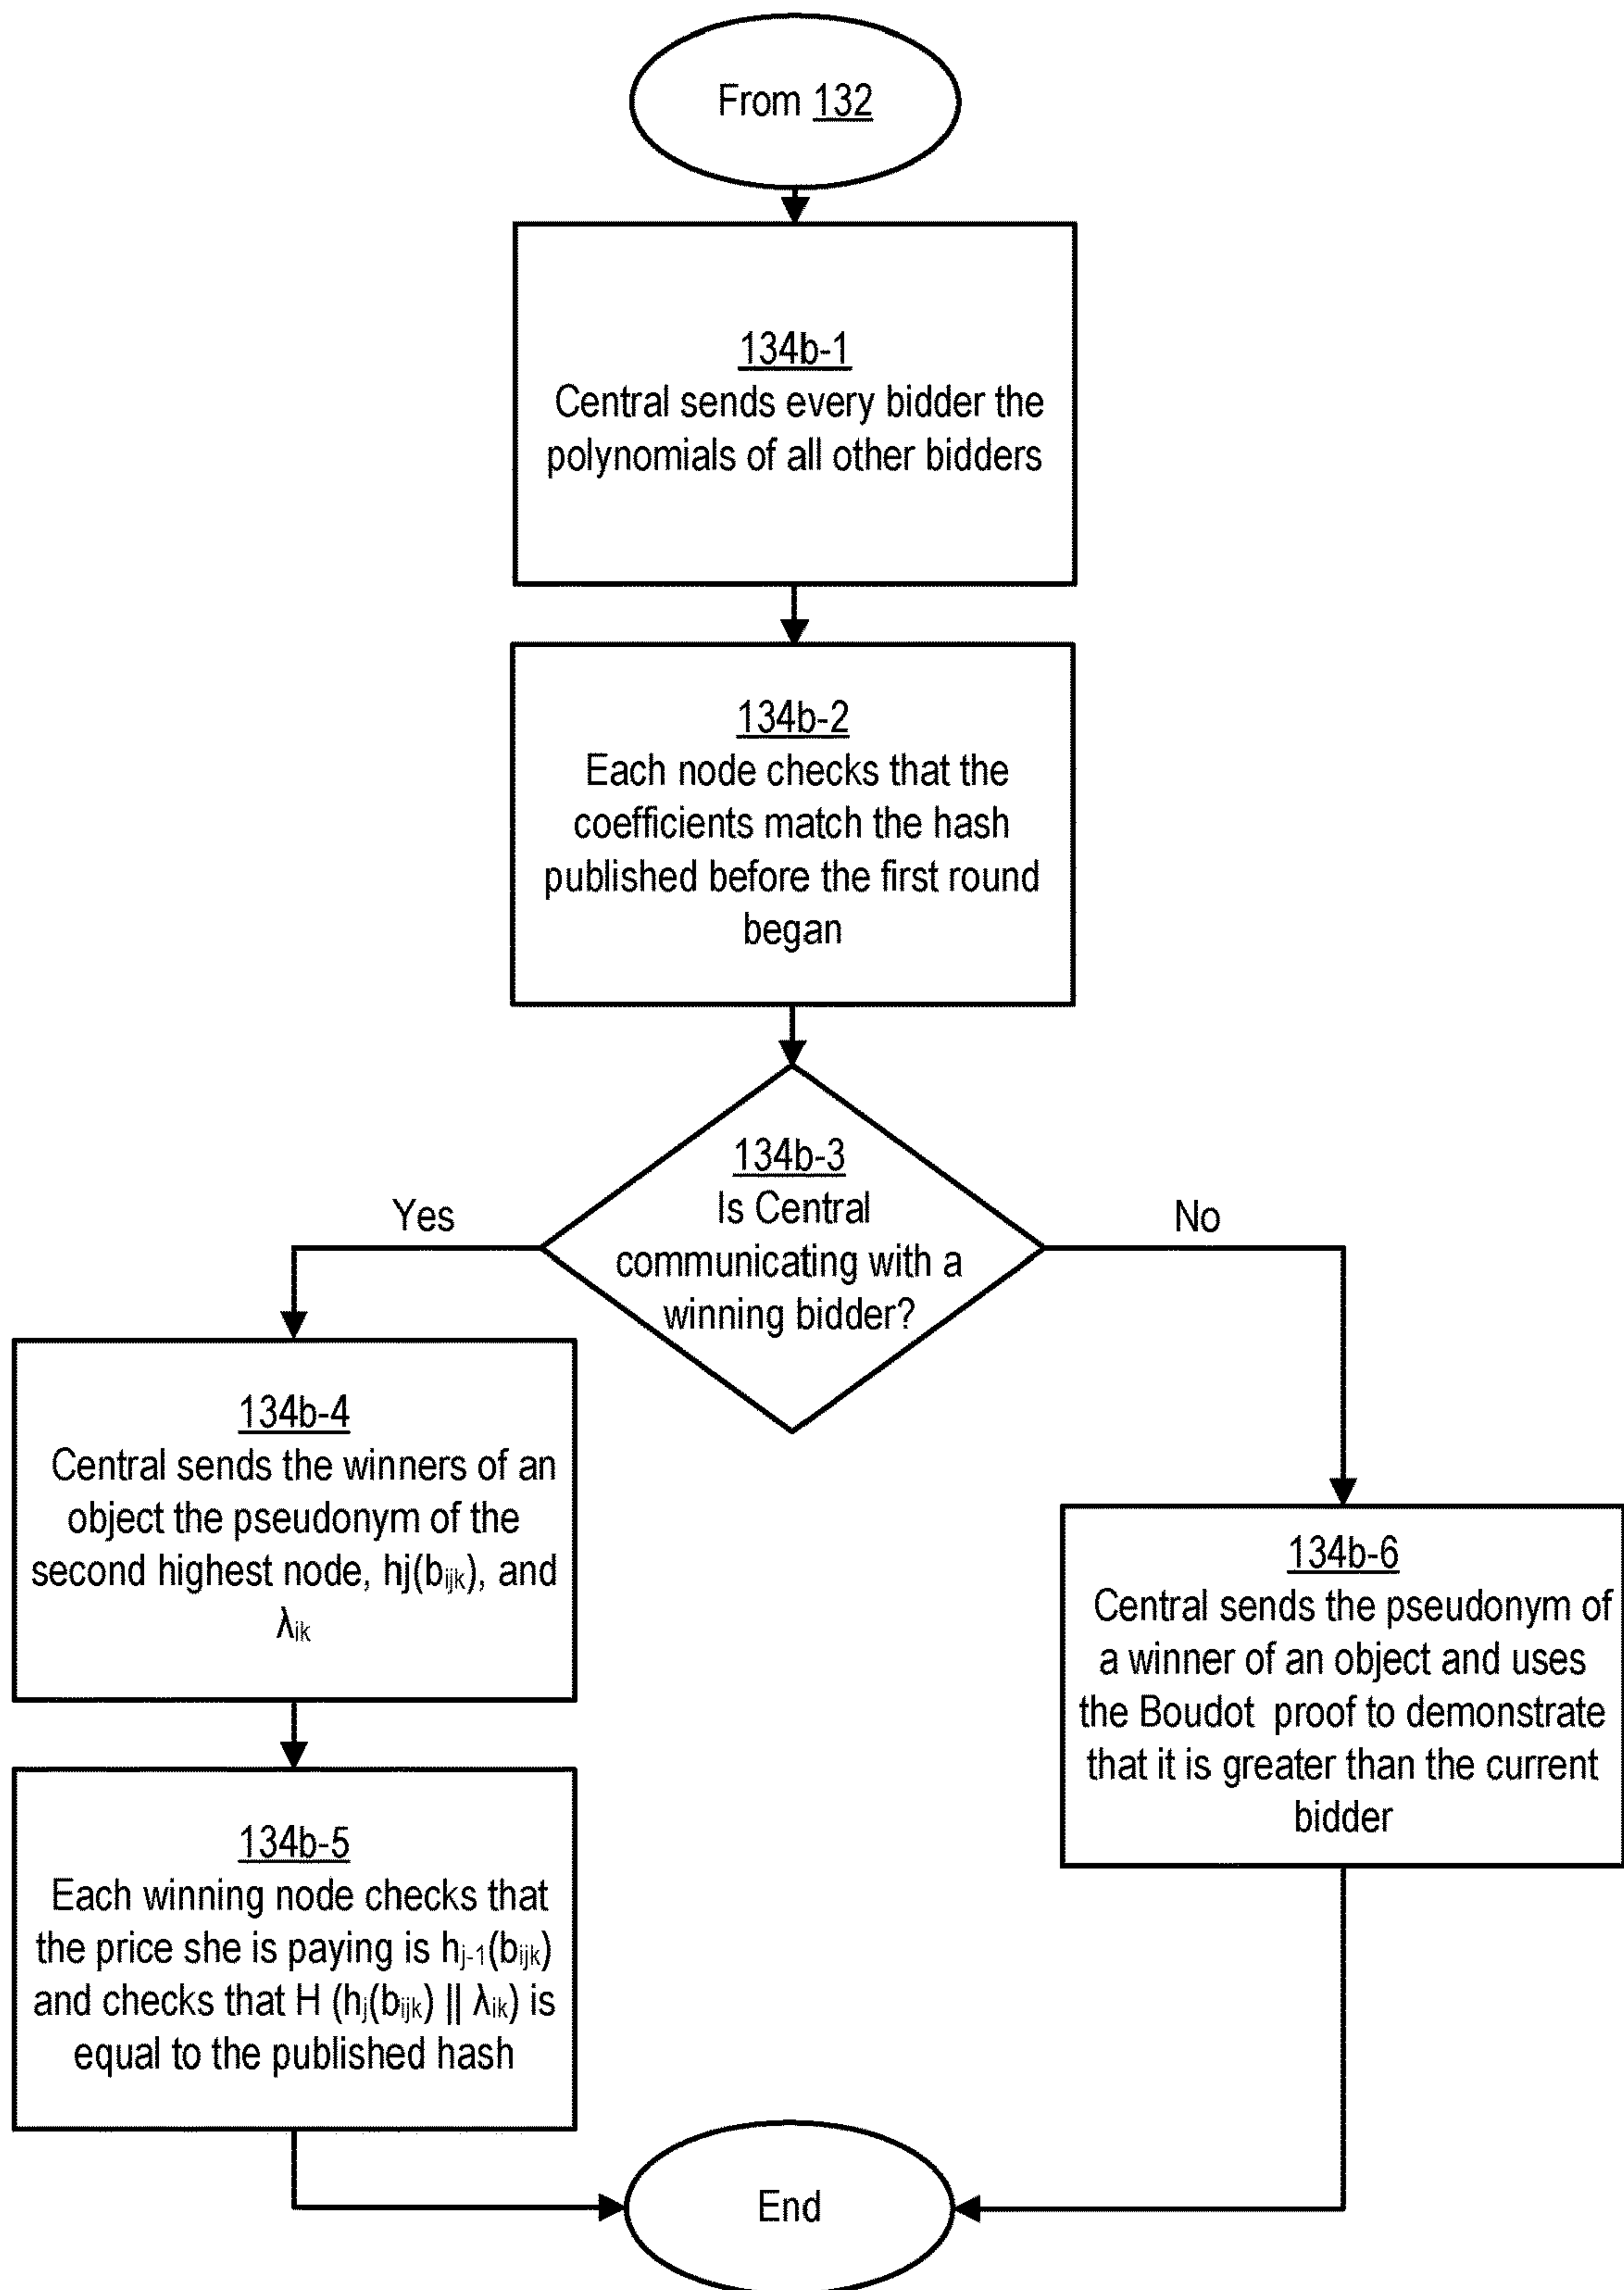 From 132
134b-1
Central sends every bidder the
polynomials of all other bidders
134b-2
Each node checks that the
coefficients match the hash
published before the first round
began
134b-3
Is Central
communicating with a
winning bidder?
Yes
No
134b-4
Central sends the winners of an
object the pseudonym of the
second highest node, hj(bijk), and
λik
134b-5
Each winning node checks that
the price she is paying is hj-1(bijk)
and checks that H (hj(bijk) || λik) is
equal to the published hash
134b-6
Central sends the pseudonym of
a winner of an object and uses
the Boudot proof to demonstrate
that it is greater than the current
bidder
End